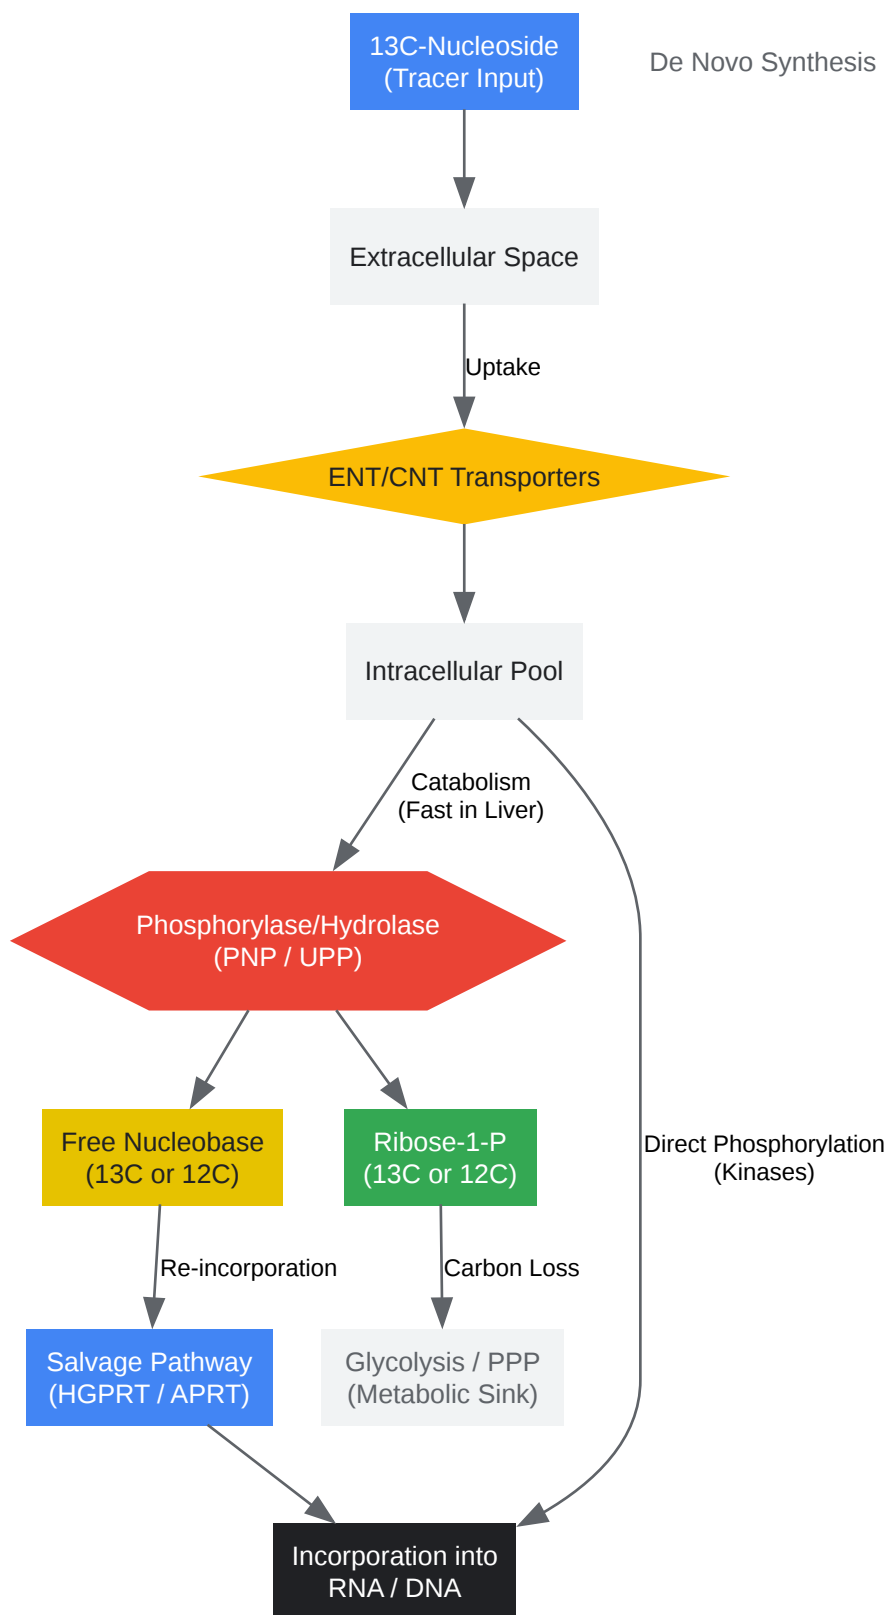 13C-Nucleoside
(Tracer Input)
De Novo Synthesis
Extracellular Space
Uptake
ENT/CNT Transporters
Intracellular Pool
Catabolism
(Fast in Liver)
Phosphorylase/Hydrolase
(PNP / UPP)
Free Nucleobase
(13C or 12C)
Ribose-1-P
(13C or 12C)
Direct Phosphorylation
(Kinases)
Re-incorporation
Carbon Loss
Salvage Pathway
(HGPRT / APRT)
Glycolysis / PPP
(Metabolic Sink)
Incorporation into
RNA / DNA